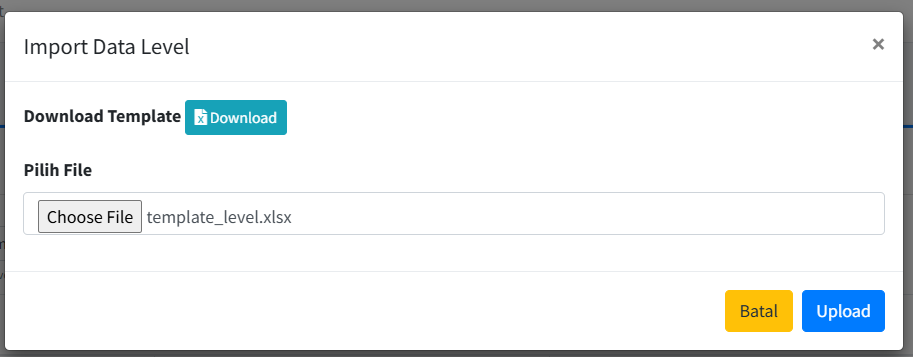 Import Data Level
×
Download Template Download
Pilih File
Choose File template_level.xlsx
Batal Upload